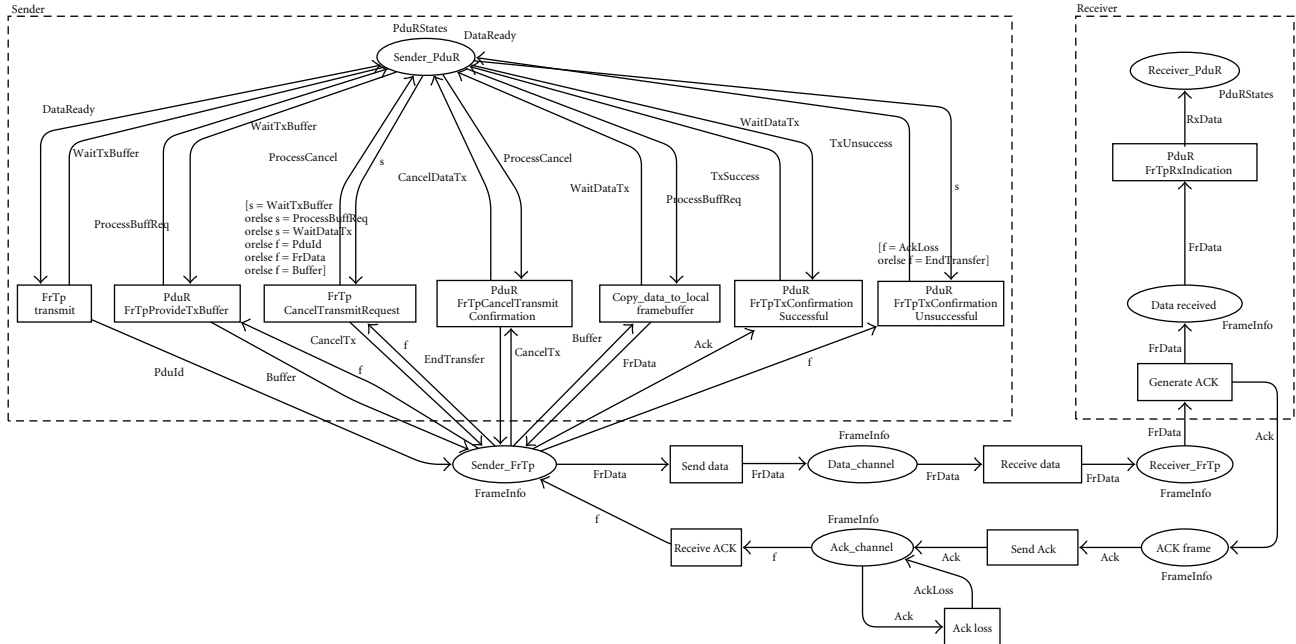 Sender
Receiver
PduRStates
DataReady
Sender_PduR
Receiver_PduR
PduRStates
DataReady
WaitTxBuffer
WaitTxBuffer
ProcessCancel
s
CancelDataTx
ProcessCancel
WaitDataTx
WaitDataTx
TxSuccess
ProcessBuffReq
TxUnsuccess
s
RxData
PduR
FrTpRxIndication
ProcessBuffReq
[s = WaitTxBuffer
orelse s = ProcessBuffReq
orelse s = WaitDataTx
orelse f = PduId
orelse f = FrData
orelse f = Buffer]
[f = AckLoss
orelse f = EndTransfer]
FrData
FrTp
transmit
PduR
FrTpProvideTxBuffer
FrTp
CancelTransmitRequest
PduR
FrTpCancelTransmit
Confirmation
Copy_data_to_local
framebuffer
PduR
FrTpTxConfirmation
Successful
PduR
FrTpTxConfirmation
Unsuccessful
Data received
FrameInfo
PduId
Buffer
f
CancelTx
f
EndTransfer
CancelTx
Buffer
FrData
Ack
f
FrData
Generate ACK
FrData
Ack
Sender_FrTp
FrameInfo
FrData
Send data
FrData
FrameInfo
Data_channel
FrData
Receive data
FrData
Receiver_FrTp
FrameInfo
f
Receive ACK
f
FrameInfo
Ack_channel
Ack
Send Ack
Ack
ACK frame
FrameInfo
AckLoss
Ack
Ack loss